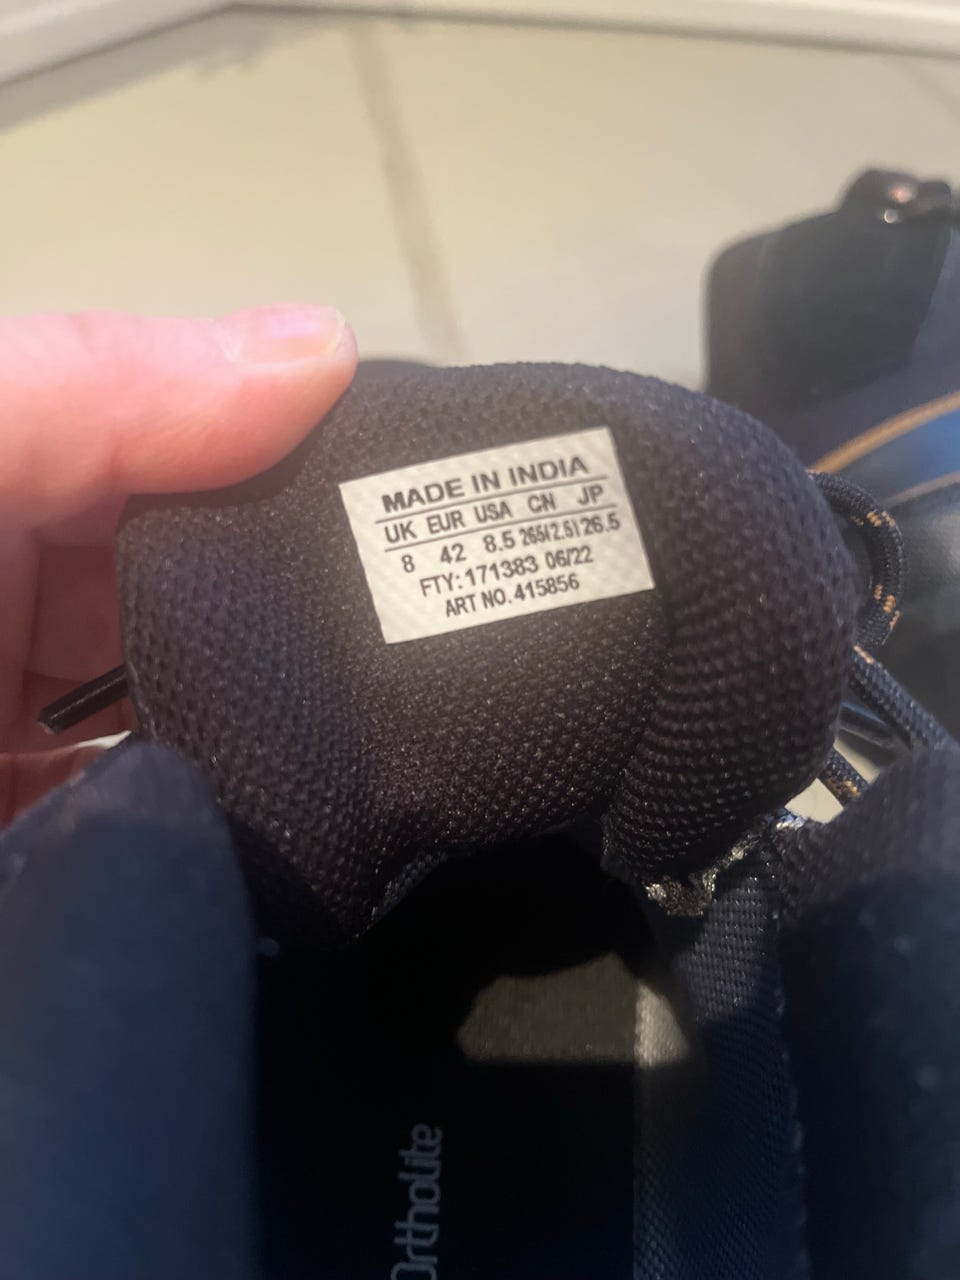 MADE IN INDIA
UK EUR USA CN JP
8 42 8.5 265(2.5) 26.5
FTY: 171383 06/22
ART NO. 415856
Ortholite